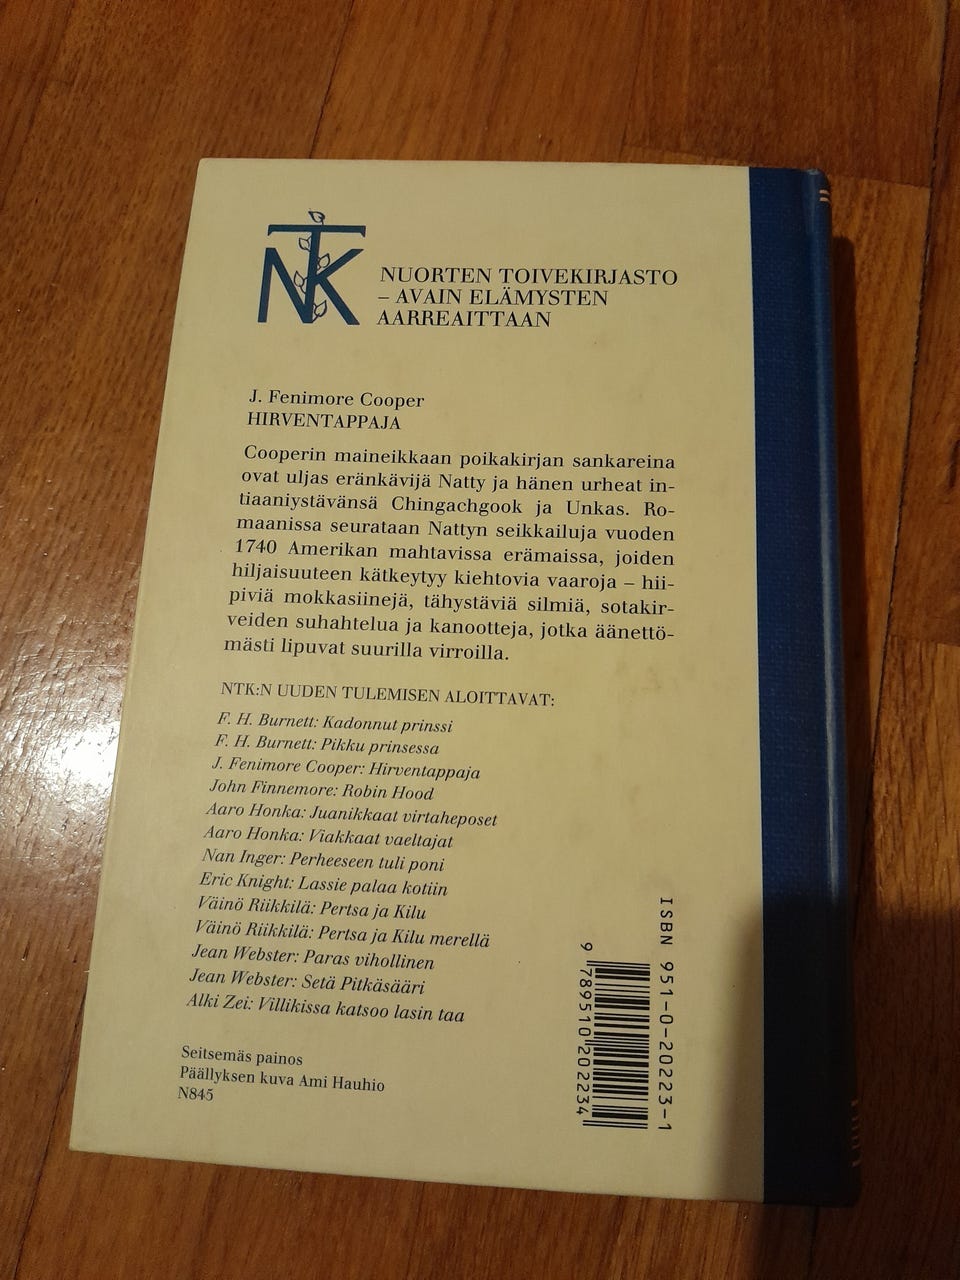 NTK
NUORTEN TOIVEKIRJASTO
– AVAIN ELÄMYSTEN
AARREAITTAAN
J. Fenimore Cooper
HIRVENTAPPAJA
Cooperin maineikkaan poikakirjan sankareina
ovat uljas eränkävijä Natty ja hänen urheat in-
tiaaniystävänsä Chingachgook ja Unkas. Ro-
maanissa seurataan Nattyn seikkailuja vuoden
1740 Amerikan mahtavissa erämaissa, joiden
hiljaisuuteen kätkeytyy kiehtovia vaaroja – hii-
piviä mokkasiinejä, tähystäviä silmiä, sotakir-
veiden suhahtelua ja kanootteja, jotka äänettö-
mästi lipuvat suurilla virroilla.
NTK:N UUDEN TULEMISEN ALOITTAVAT:
F. H. Burnett: Kadonnut prinssi
F. H. Burnett: Pikku prinsessa
J. Fenimore Cooper: Hirventappaja
John Finnemore: Robin Hood
Aaro Honka: Juanikkaat virtaheposet
Aaro Honka: Viakkaat vaeltajat
Nan Inger: Perheeseen tuli poni
Eric Knight: Lassie palaa kotiin
Väinö Riikkilä: Pertsa ja Kilu
Väinö Riikkilä: Pertsa ja Kilu merellä
Jean Webster: Paras vihollinen
Jean Webster: Setä Pitkäsääri
Alki Zei: Villikissa katsoo lasin taa
Seitsemäs painos
Päällyksen kuva Ami Hauhio
N845
ISBN 951-0-20223-1
9 789510 202234